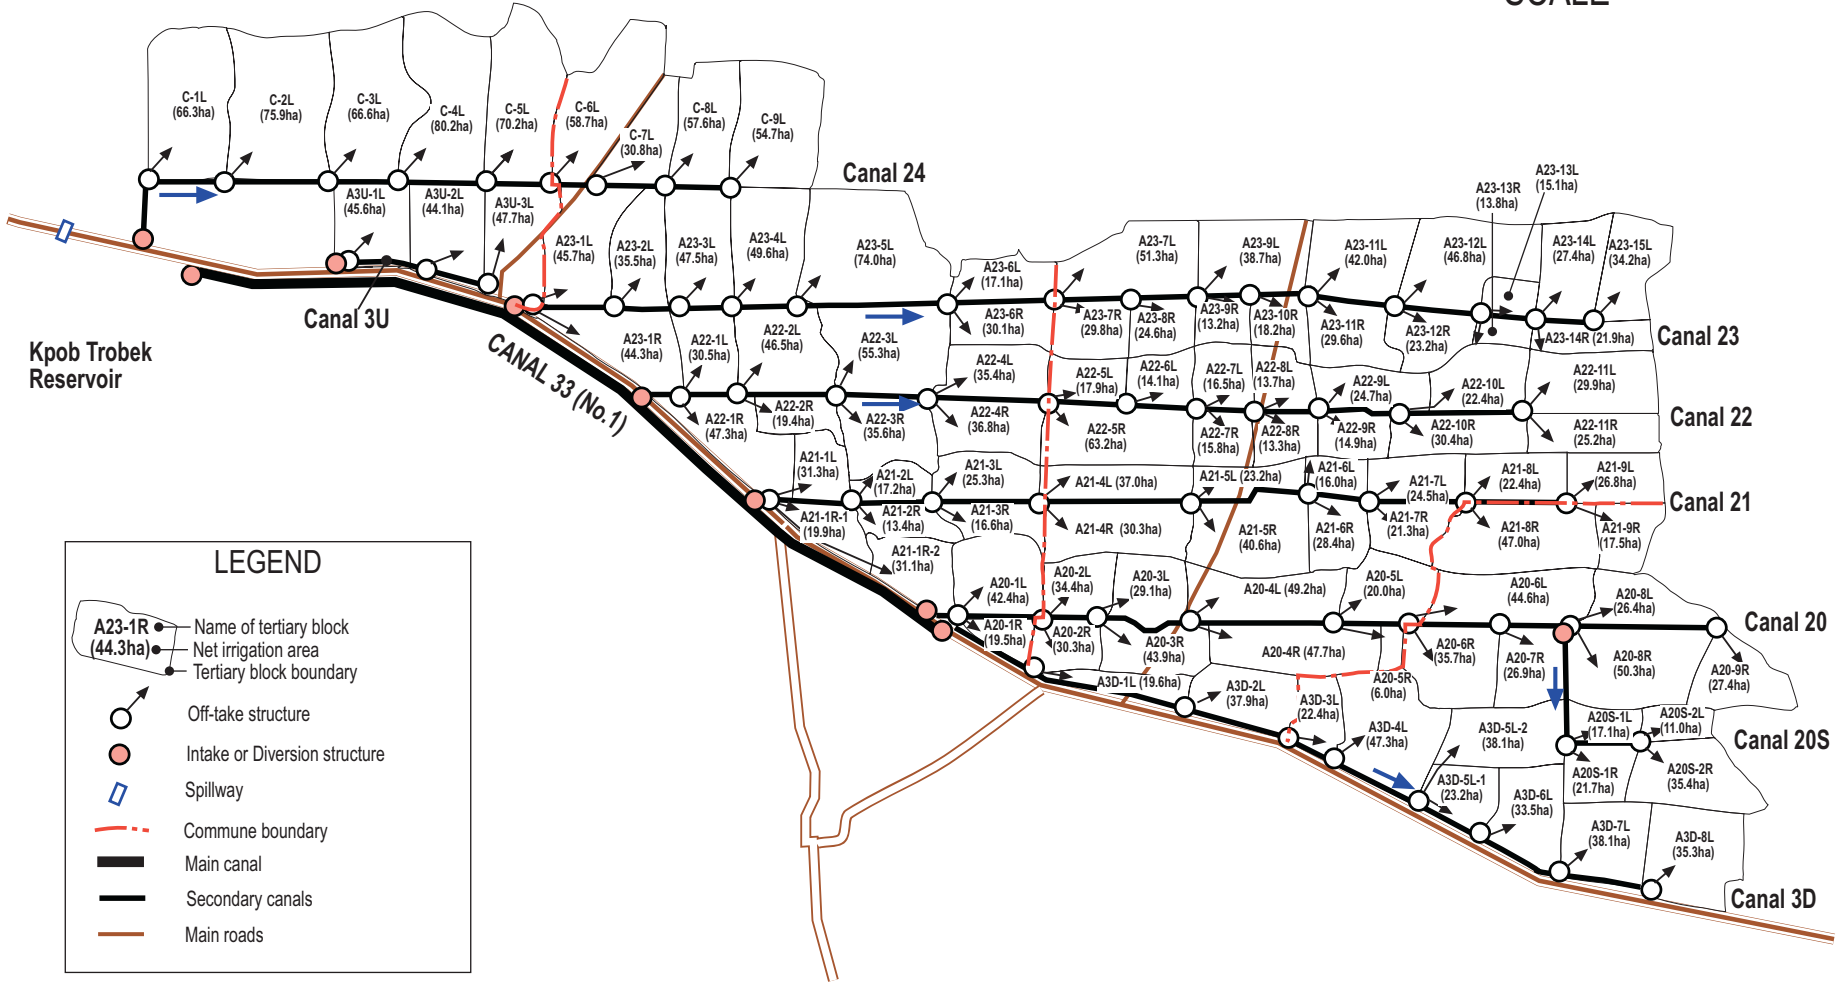 SCALE
C-1L
(66.3ha)
C-2L
(75.9ha)
C-3L
(66.6ha)
C-4L
(80.2ha)
C-5L
(70.2ha)
C-6L
(58.7ha)
C-7L
(30.8ha)
C-8L
(57.6ha)
C-9L
(54.7ha)
Canal 24
A3U-1L
(45.6ha)
A3U-2L
(44.1ha)
A3U-3L
(47.7ha)
Canal 3U
A23-1L
(45.7ha)
A23-2L
(35.5ha)
A23-3L
(47.5ha)
A23-4L
(49.6ha)
A23-5L
(74.0ha)
A23-6L
(17.1ha)
A23-7L
(51.3ha)
A23-9L
(38.7ha)
A23-11L
(42.0ha)
A23-12L
(46.8ha)
A23-13R
(13.8ha)
A23-13L
(15.1ha)
A23-14L
(27.4ha)
A23-15L
(34.2ha)
A23-1R
(44.3ha)
A23-6R
(30.1ha)
A23-7R
(29.8ha)
A23-8R
(24.6ha)
A23-9R
(13.2ha)
A23-10R
(18.2ha)
A23-11R
(29.6ha)
A23-12R
(23.2ha)
A23-14R (21.9ha)
Canal 23
Kpob Trobek
Reservoir
CANAL 33 (No.1)
A22-1L
(30.5ha)
A22-2L
(46.5ha)
A22-3L
(55.3ha)
A22-4L
(35.4ha)
A22-5L
(17.9ha)
A22-6L
(14.1ha)
A22-7L
(16.5ha)
A22-8L
(13.7ha)
A22-9L
(24.7ha)
A22-10L
(22.4ha)
A22-11L
(29.9ha)
Canal 22
A22-1R
(47.3ha)
A22-2R
(19.4ha)
A22-3R
(35.6ha)
A22-4R
(36.8ha)
A22-5R
(63.2ha)
A22-7R
(15.8ha)
A22-8R
(13.3ha)
A22-9R
(14.9ha)
A22-10R
(30.4ha)
A22-11R
(25.2ha)
A21-1L
(31.3ha)
A21-2L
(17.2ha)
A21-3L
(25.3ha)
A21-4L (37.0ha)
A21-5L (23.2ha)
A21-6L
(16.0ha)
A21-7L
(24.5ha)
A21-8L
(22.4ha)
A21-9L
(26.8ha)
Canal 21
A21-1R-1
(19.9ha)
A21-2R
(13.4ha)
A21-3R
(16.6ha)
A21-4R (30.3ha)
A21-5R
(40.6ha)
A21-6R
(28.4ha)
A21-7R
(21.3ha)
A21-8R
(47.0ha)
A21-9R
(17.5ha)
A21-1R-2
(31.1ha)
A20-1L
(42.4ha)
A20-2L
(34.4ha)
A20-3L
(29.1ha)
A20-4L (49.2ha)
A20-5L
(20.0ha)
A20-6L
(44.6ha)
A20-8L
(26.4ha)
Canal 20
A20-1R
(19.5ha)
A20-2R
(30.3ha)
A20-3R
(43.9ha)
A20-4R (47.7ha)
A20-5R
(6.0ha)
A20-6R
(35.7ha)
A20-7R
(26.9ha)
A20-8R
(50.3ha)
A20-9R
(27.4ha)
A3D-1L (19.6ha)
A3D-2L
(37.9ha)
A3D-3L
(22.4ha)
A3D-4L
(47.3ha)
A3D-5L-2
(38.1ha)
A3D-5L-1
(23.2ha)
A3D-6L
(33.5ha)
A3D-7L
(38.1ha)
A3D-8L
(35.3ha)
Canal 3D
A20S-1L
(17.1ha)
A20S-2L
(11.0ha)
A20S-1R
(21.7ha)
A20S-2R
(35.4ha)
Canal 20S
LEGEND
A23-1R
(44.3ha)
Name of tertiary block
Net irrigation area
Tertiary block boundary
Off-take structure
Intake or Diversion structure
Spillway
Commune boundary
Main canal
Secondary canals
Main roads